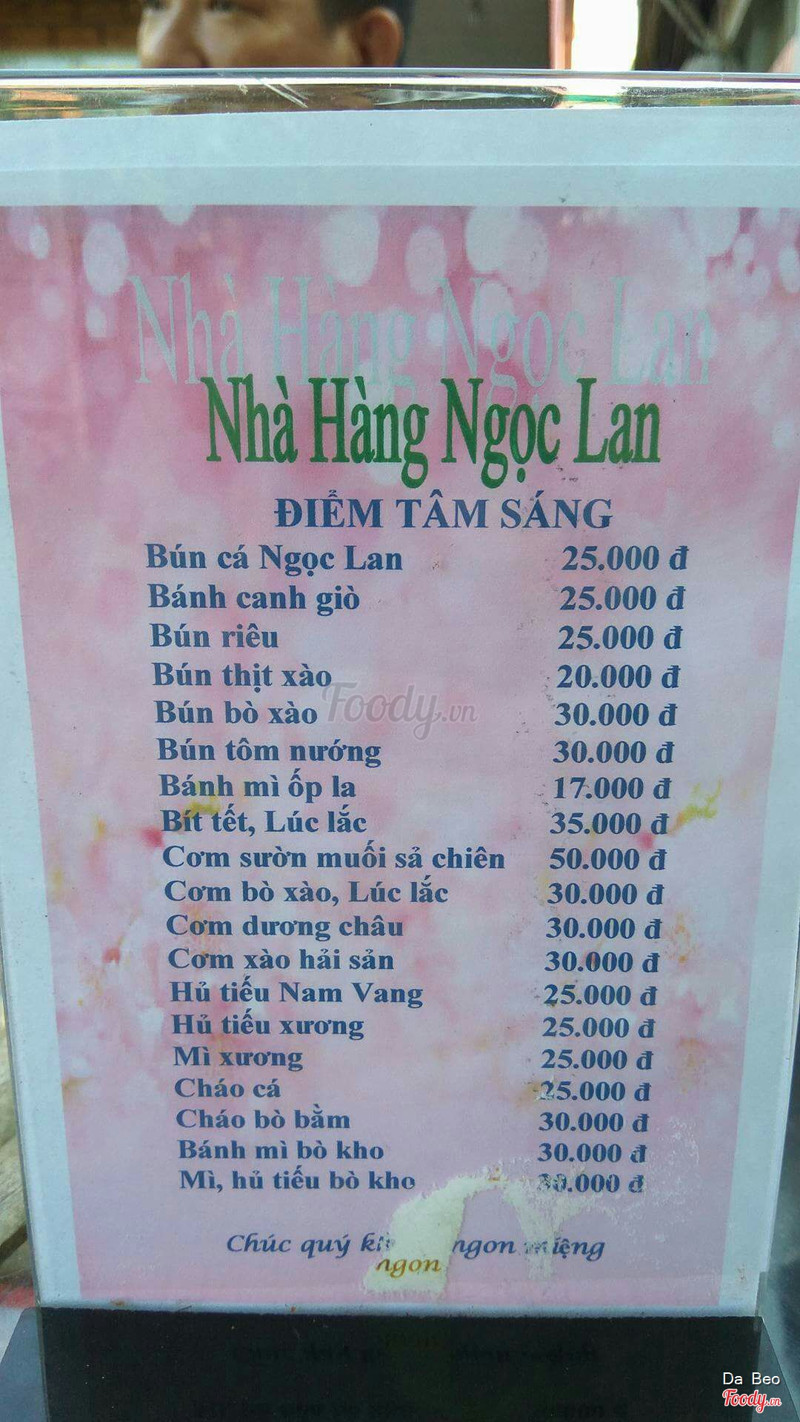 Nhà Hàng Ngọc Lan
Nhà Hàng Ngọc Lan
ĐIỂM TÂM SÁNG
Bún cá Ngọc Lan 25.000 đ
Bánh canh giò 25.000 đ
Bún riêu 25.000 đ
Bún thịt xào 20.000 đ
Foody.vn
Bún bò xào 30.000 đ
Bún tôm nướng 30.000 đ
Bánh mì ốp la 17.000 đ
Bít tết, Lúc lắc 35.000 đ
Cơm sườn muối sả chiên 50.000 đ
Cơm bò xào, Lúc lắc 30.000 đ
Cơm dương châu 30.000 đ
Cơm xào hải sản 30.000 đ
Hủ tiếu Nam Vang 25.000 đ
Hủ tiếu xương 25.000 đ
Mì xương 25.000 đ
Cháo cá 25.000 đ
Cháo bò bằm 30.000 đ
Bánh mì bò kho 30.000 đ
Mì, hủ tiếu bò kho 30.000 đ
Chúc quý ngon miệng
ngon
Da Beo
Foody.vn